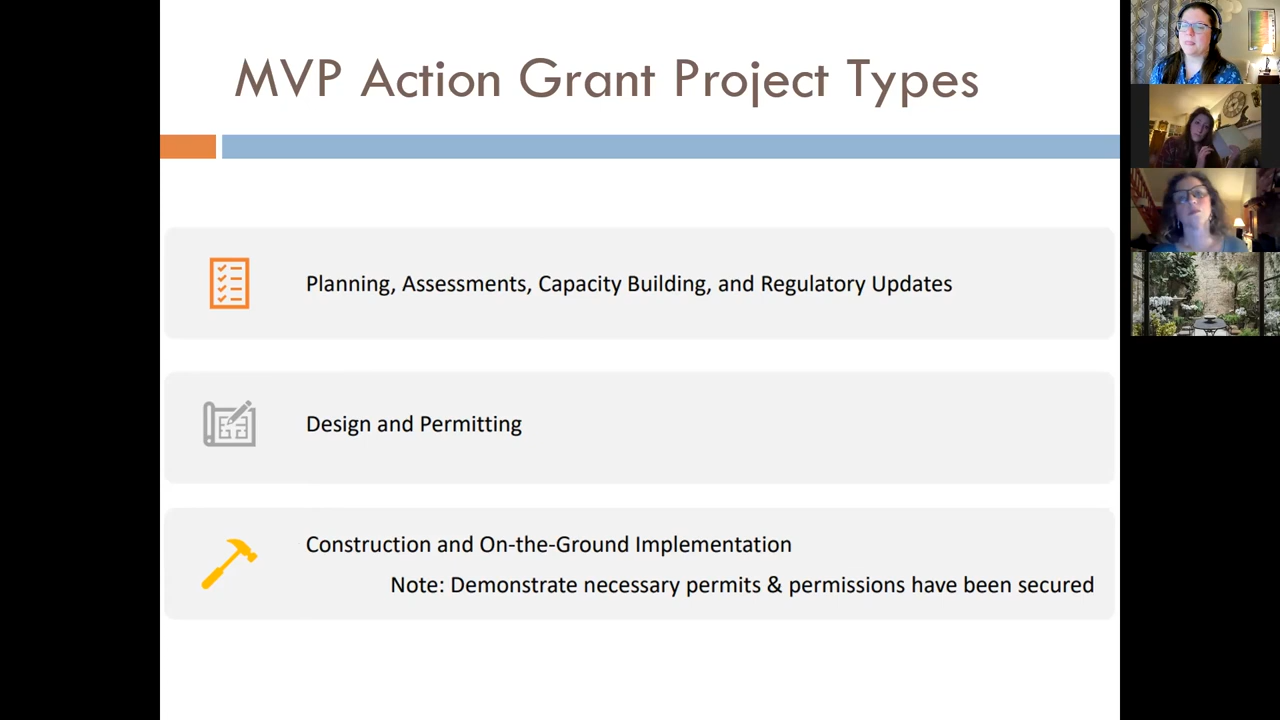 MVP Action Grant Project Types
Planning, Assessments, Capacity Building, and Regulatory Updates
Design and Permitting
Construction and On-the-Ground Implementation
Note: Demonstrate necessary permits & permissions have been secured